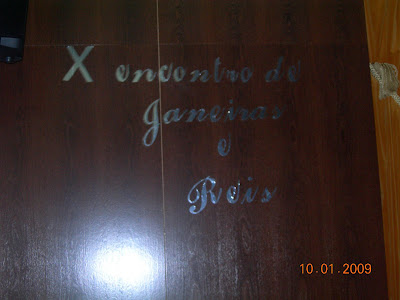 X encontro de
Janeiras
e
Reis
10.01.2009